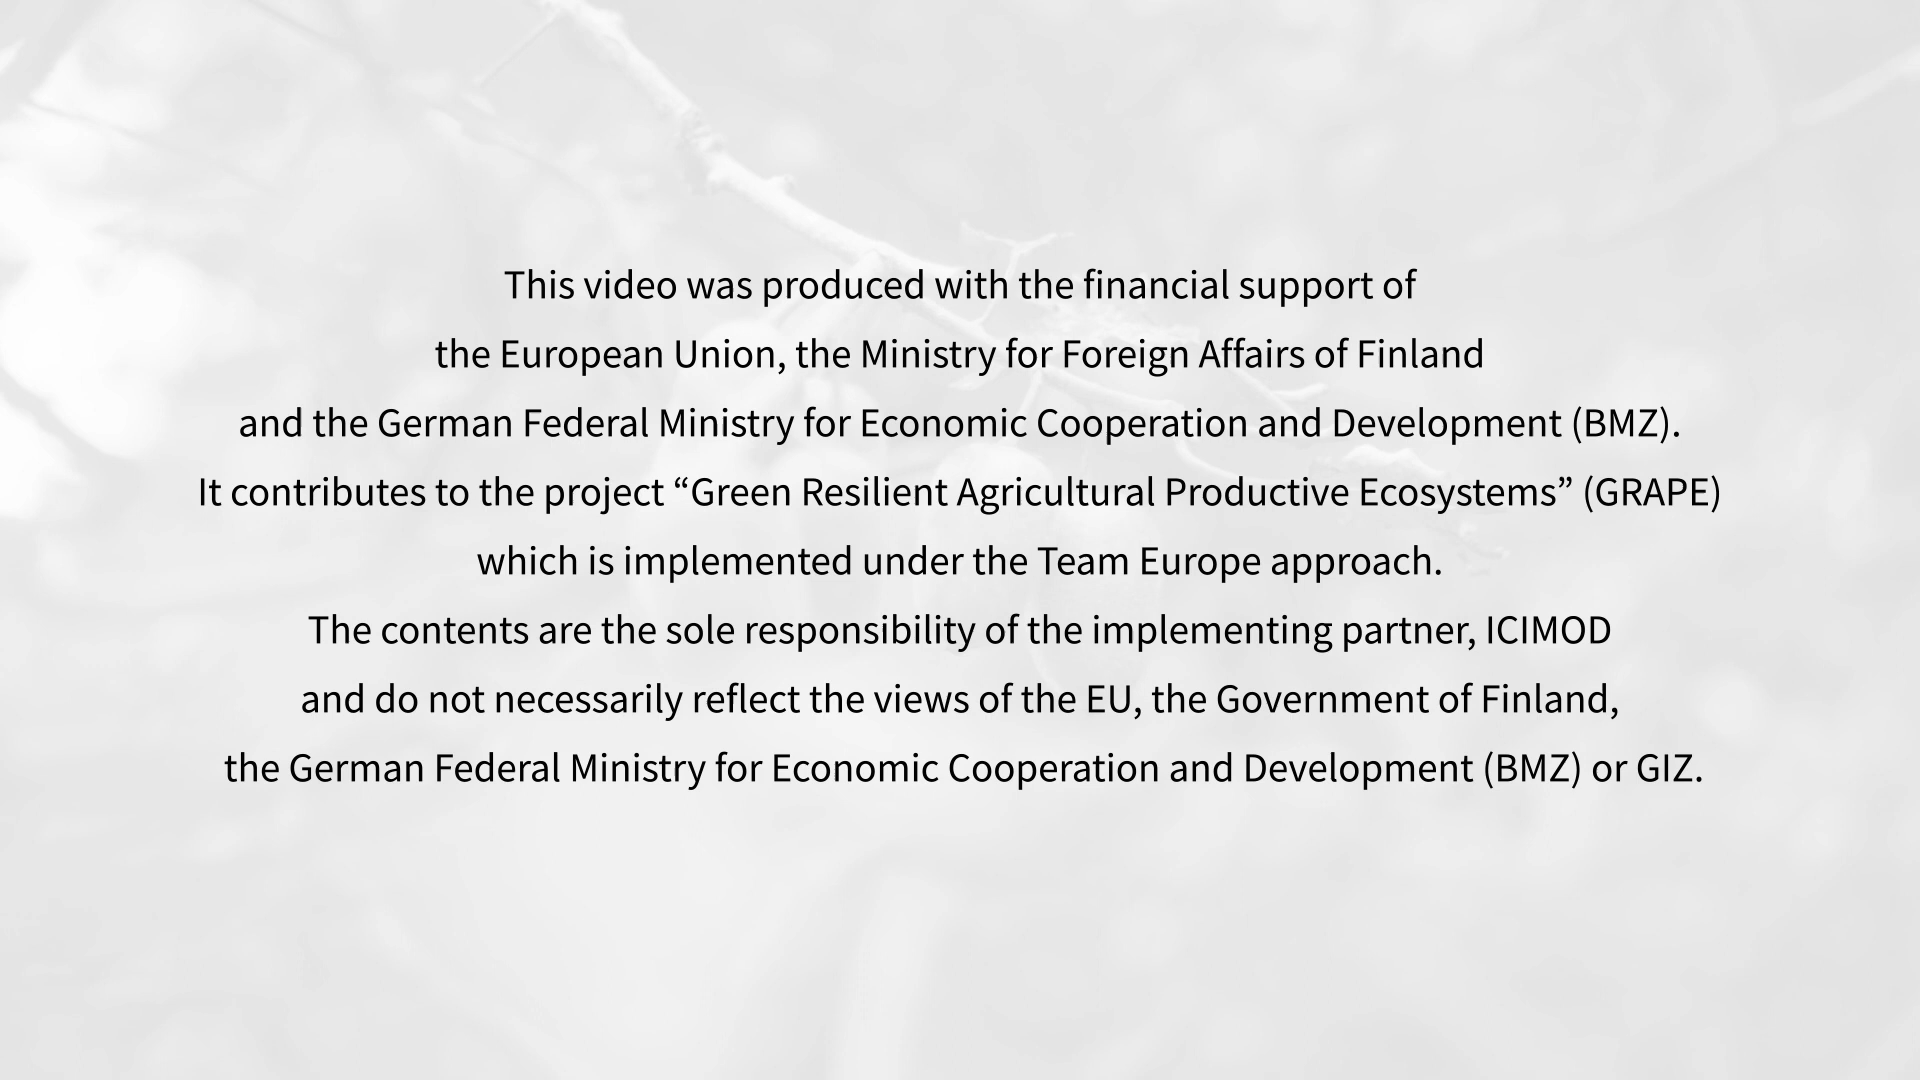 This video was produced with the financial support of
the European Union, the Ministry for Foreign Affairs of Finland
and the German Federal Ministry for Economic Cooperation and Development (BMZ).
It contributes to the project “Green Resilient Agricultural Productive Ecosystems” (GRAPE)
which is implemented under the Team Europe approach.
The contents are the sole responsibility of the implementing partner, ICIMOD
and do not necessarily reflect the views of the EU, the Government of Finland,
the German Federal Ministry for Economic Cooperation and Development (BMZ) or GIZ.